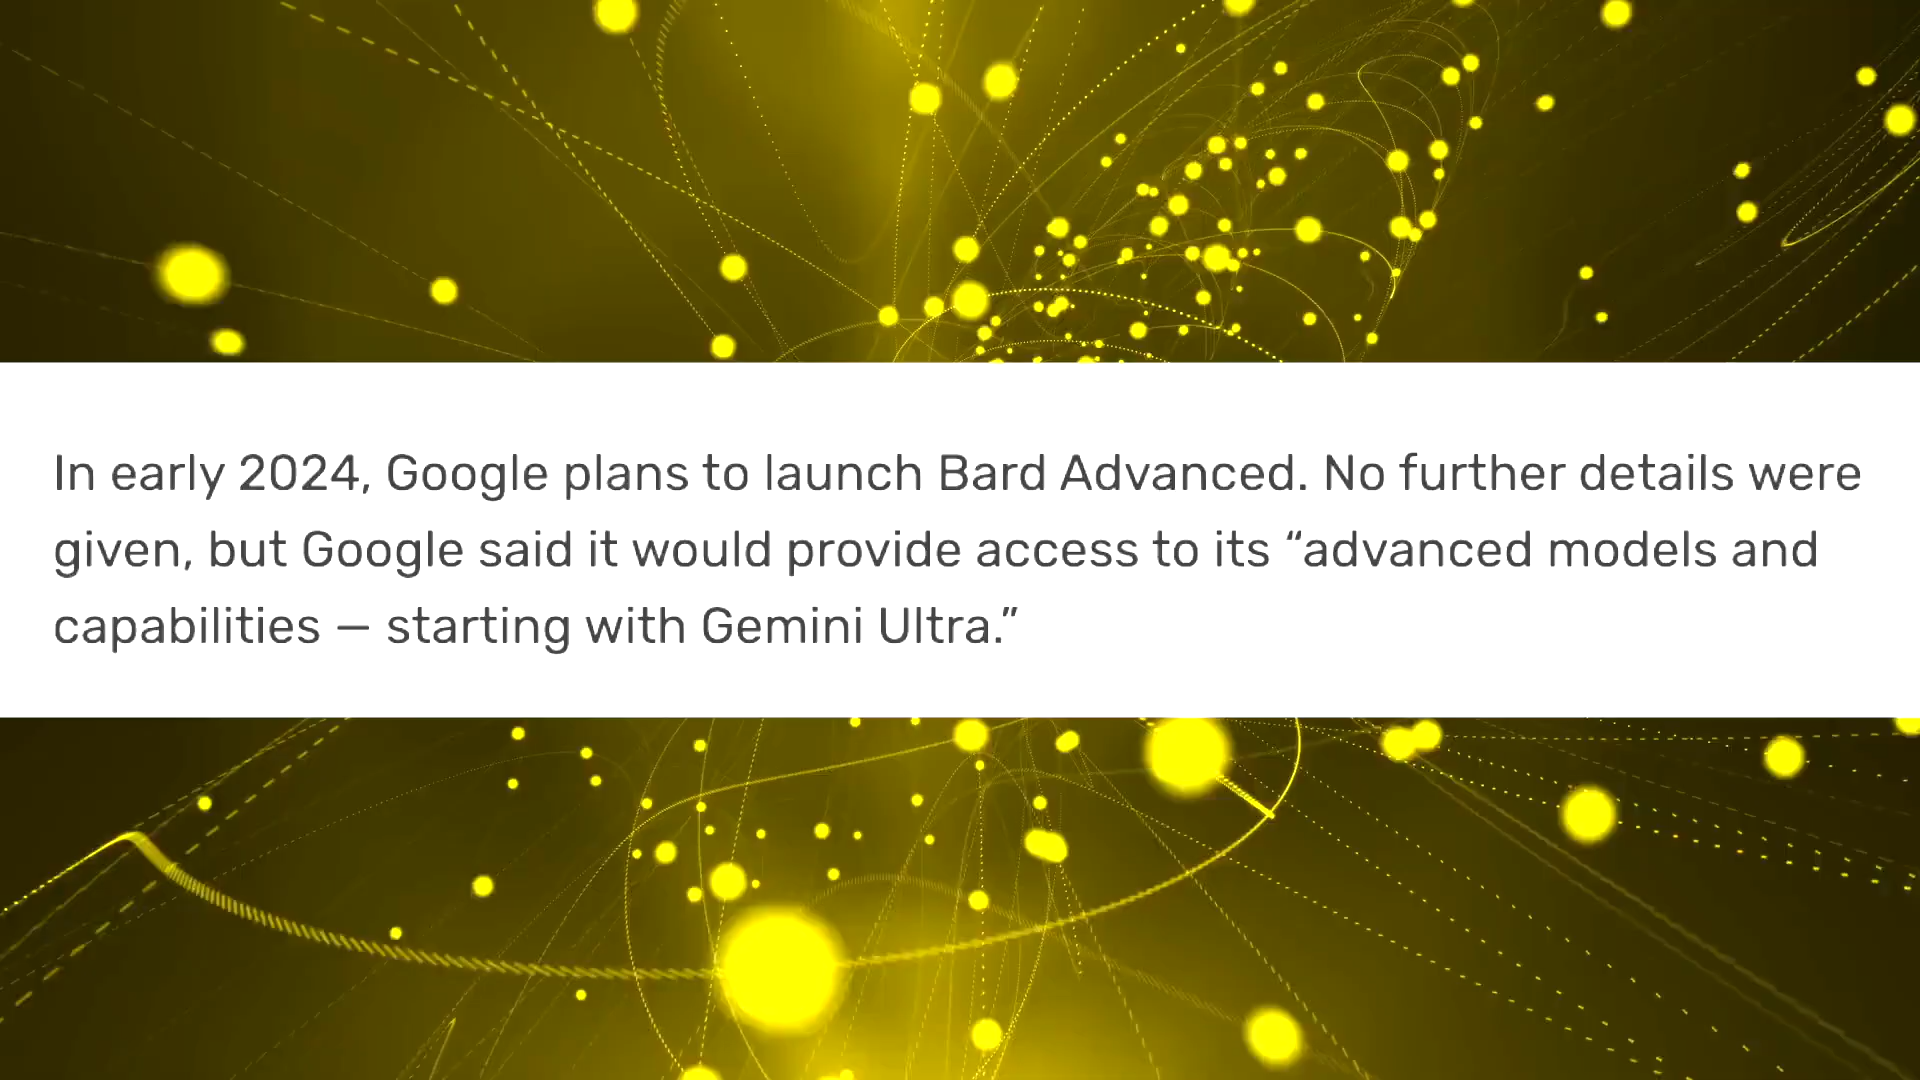 In early 2024, Google plans to launch Bard Advanced. No further details were
given, but Google said it would provide access to its “advanced models and
capabilities — starting with Gemini Ultra.”